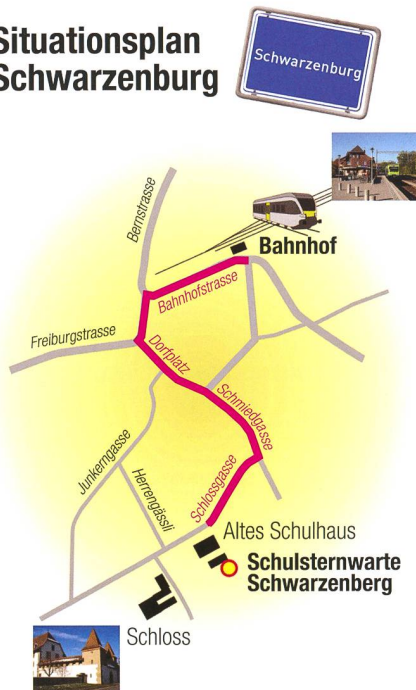 Situationsplan
Schwarzenburg
Schwarzenburg
Bernstrasse
Bahnhof
Bahnhofstrasse
Freiburgstrasse
Dorfplatz
Schmiedgasse
Junkerngasse
Herrengässli
Schlossgasse
Altes Schulhaus
Schulsternwarte
Schwarzenberg
Schloss